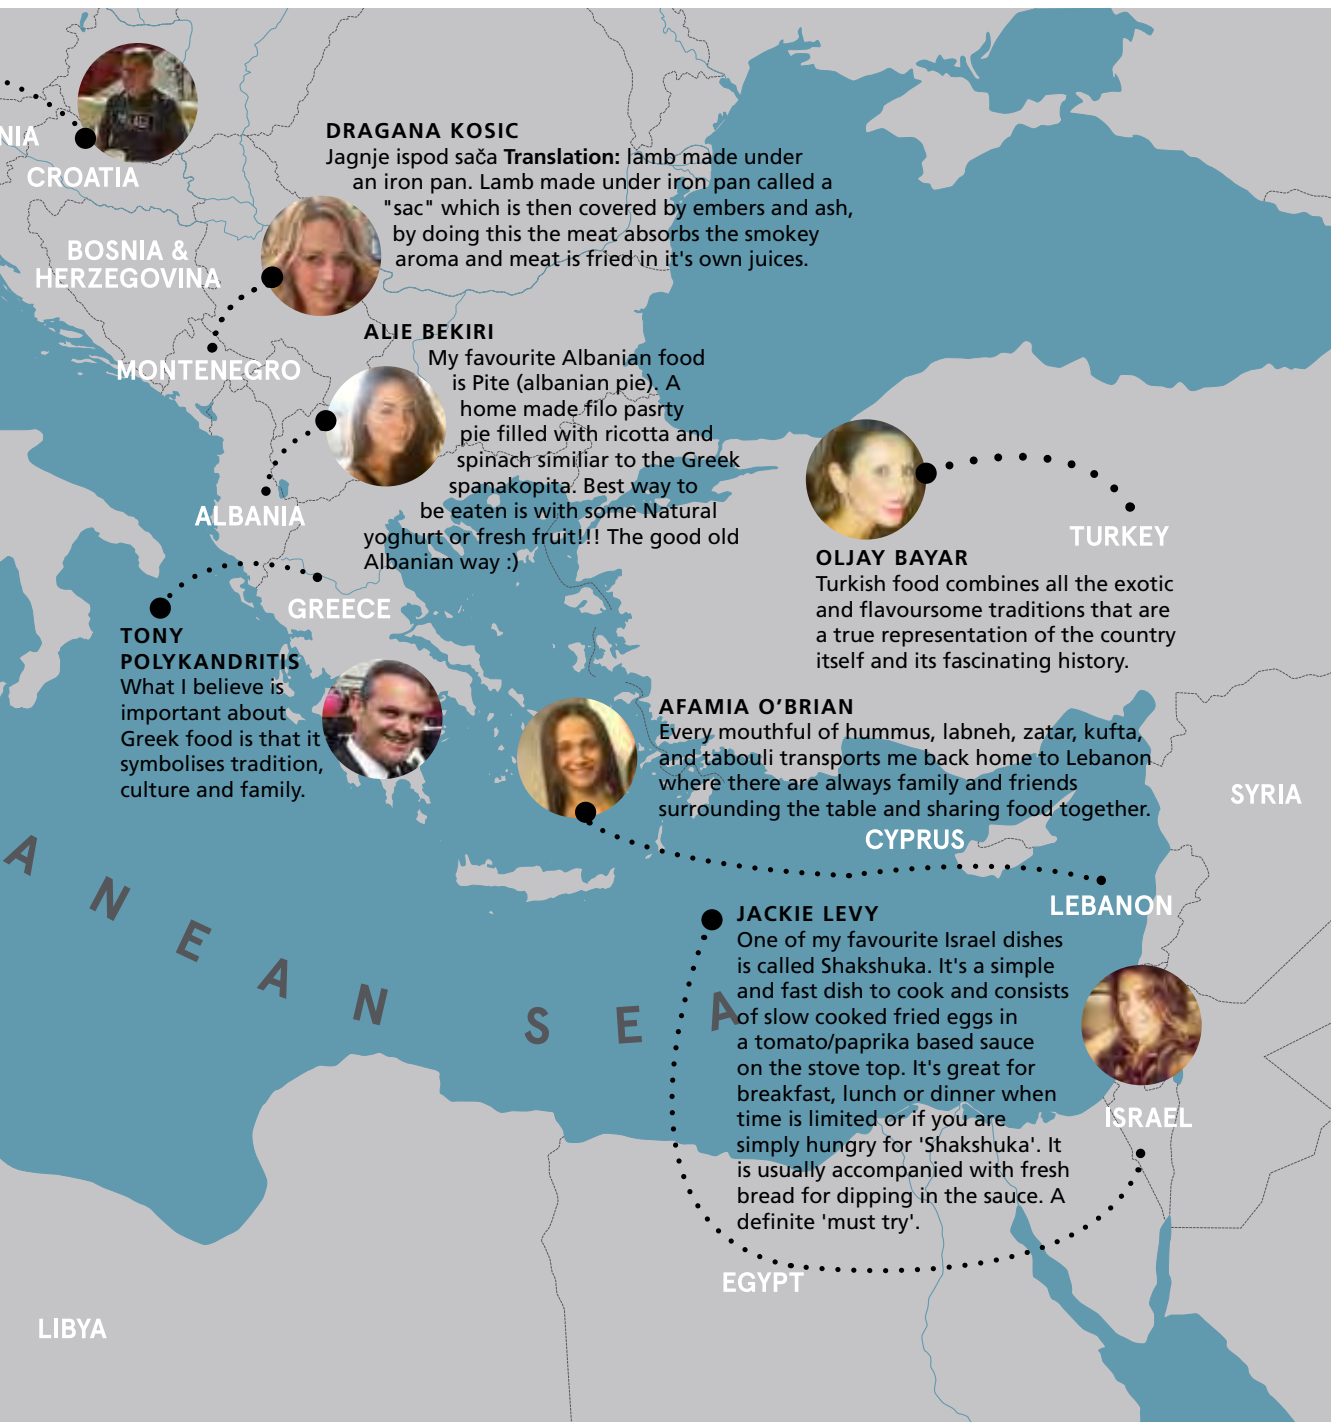 NIA
CROATIA
DRAGANA KOSIC
Jagnje ispod sača Translation: lamb made under
an iron pan. Lamb made under iron pan called a
"sac" which is then covered by embers and ash,
by doing this the meat absorbs the smokey
aroma and meat is fried in it's own juices.
BOSNIA &
HERZEGOVINA
MONTENEGRO
ALIE BEKIRI
My favourite Albanian food
is Pite (albanian pie). A
home made filo pasrty
pie filled with ricotta and
spinach similiar to the Greek
spanakopita. Best way to
be eaten is with some Natural
yoghurt or fresh fruit!!! The good old
Albanian way :)
ALBANIA
TURKEY
OLJAY BAYAR
Turkish food combines all the exotic
and flavoursome traditions that are
a true representation of the country
itself and its fascinating history.
GREECE
TONY
POLYKANDRITIS
What I believe is
important about
Greek food is that it
symbolises tradition,
culture and family.
AFAMIA O'BRIAN
Every mouthful of hummus, labneh, zatar, kufta,
and tabouli transports me back home to Lebanon
where there are always family and friends
surrounding the table and sharing food together.
SYRIA
CYPRUS
LEBANON
ANEAN SEA
JACKIE LEVY
One of my favourite Israel dishes
is called Shakshuka. It's a simple
and fast dish to cook and consists
of slow cooked fried eggs in
a tomato/paprika based sauce
on the stove top. It's great for
breakfast, lunch or dinner when
time is limited or if you are
simply hungry for 'Shakshuka'. It
is usually accompanied with fresh
bread for dipping in the sauce. A
definite 'must try'.
ISRAEL
EGYPT
LIBYA